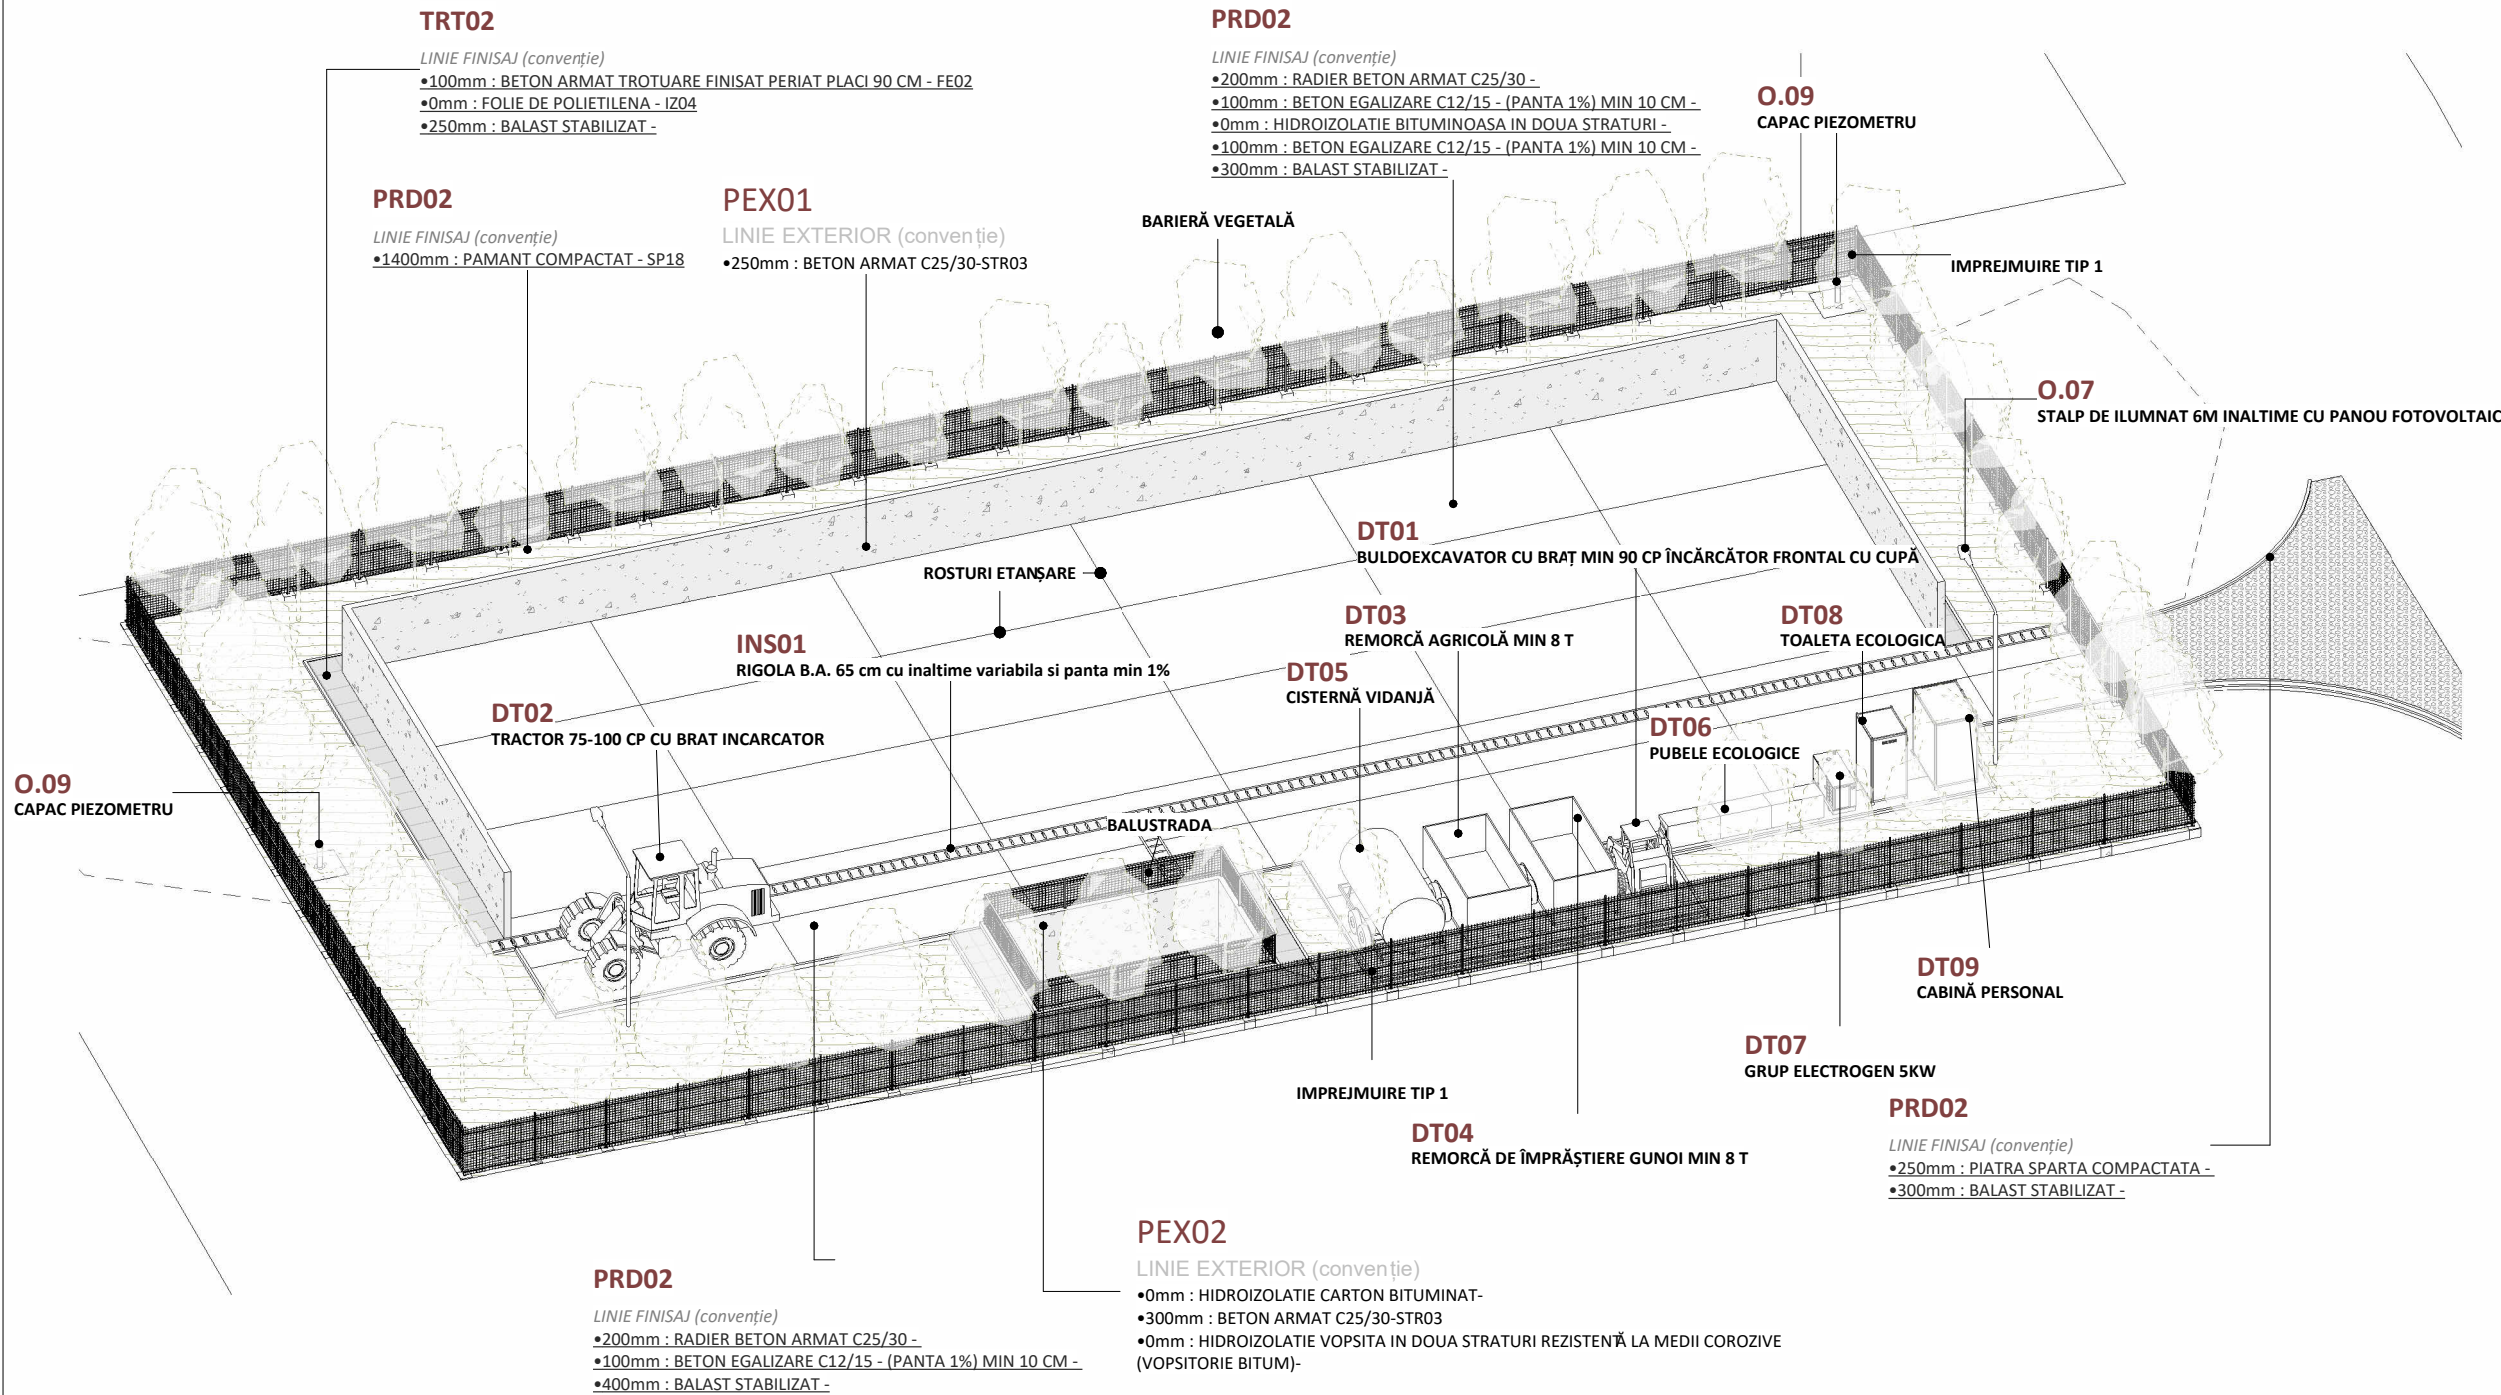 TRT02
LINIE FINISAJ (convenție)
•100mm : BETON ARMAT TROTUARE FINISAT PERIAT PLACI 90 CM - FE02
•0mm : FOLIE DE POLIETILENA - IZ04
•250mm : BALAST STABILIZAT -
PRD02
LINIE FINISAJ (convenție)
•200mm : RADIER BETON ARMAT C25/30 -
•100mm : BETON EGALIZARE C12/15 - (PANTA 1%) MIN 10 CM -
•0mm : HIDROIZOLATIE BITUMINOASA IN DOUA STRATURI -
•100mm : BETON EGALIZARE C12/15 - (PANTA 1%) MIN 10 CM -
•300mm : BALAST STABILIZAT -
O.09
CAPAC PIEZOMETRU
PRD02
LINIE FINISAJ (convenție)
•1400mm : PAMANT COMPACTAT - SP18
PEX01
LINIE EXTERIOR (convenție)
•250mm : BETON ARMAT C25/30-STR03
BARIERĂ VEGETALĂ
IMPREJMUIRE TIP 1
O.07
STALP DE ILUMNAT 6M INALTIME CU PANOU FOTOVOLTAIC
DT01
BULDOEXCAVATOR CU BRAȚ MIN 90 CP ÎNCĂRCĂTOR FRONTAL CU CUPĂ
ROSTURI ETANȘARE
DT03
REMORCĂ AGRICOLĂ MIN 8 T
DT08
TOALETA ECOLOGICA
INS01
RIGOLA B.A. 65 cm cu inaltime variabila si panta min 1%
DT05
CISTERNĂ VIDANJĂ
DT02
TRACTOR 75-100 CP CU BRAT INCARCATOR
DT06
PUBELE ECOLOGICE
O.09
CAPAC PIEZOMETRU
BALUSTRADA
DT09
CABINĂ PERSONAL
DT07
GRUP ELECTROGEN 5KW
IMPREJMUIRE TIP 1
DT04
REMORCĂ DE ÎMPRĂȘTIERE GUNOI MIN 8 T
PRD02
LINIE FINISAJ (convenție)
•250mm : PIATRA SPARTA COMPACTATA -
•300mm : BALAST STABILIZAT -
PEX02
LINIE EXTERIOR (convenție)
•0mm : HIDROIZOLATIE CARTON BITUMINAT-
•300mm : BETON ARMAT C25/30-STR03
•0mm : HIDROIZOLATIE VOPSITA IN DOUA STRATURI REZISTENȚĂ LA MEDII COROZIVE
(VOPSITORIE BITUM)-
PRD02
LINIE FINISAJ (convenție)
•200mm : RADIER BETON ARMAT C25/30 -
•100mm : BETON EGALIZARE C12/15 - (PANTA 1%) MIN 10 CM -
•400mm : BALAST STABILIZAT -